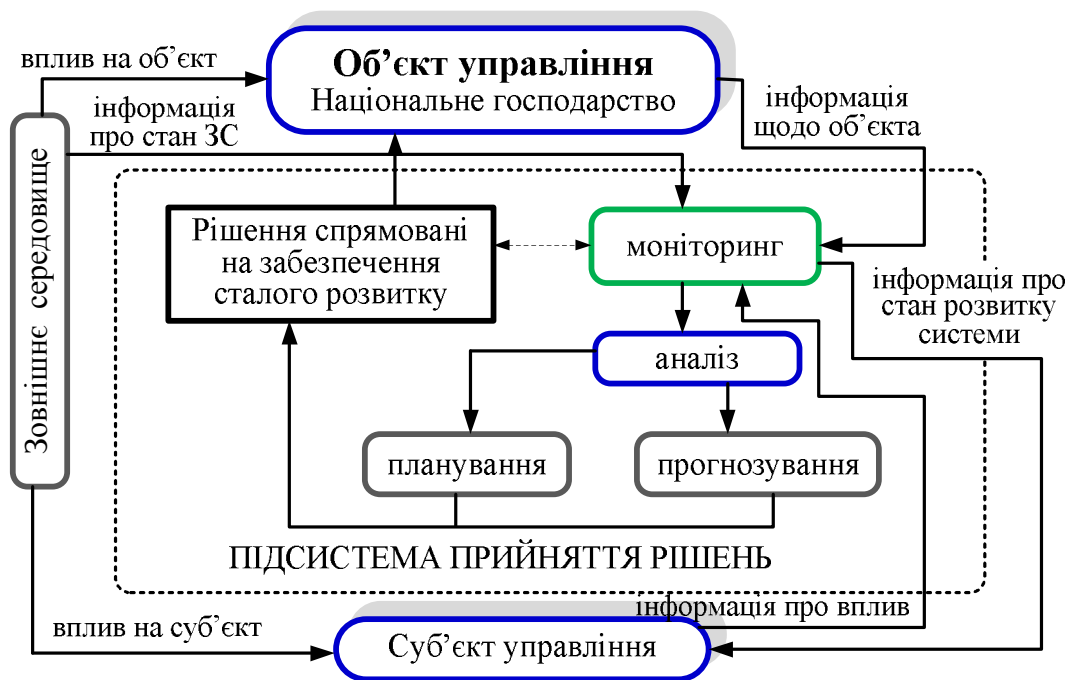 Об’єкт управління
Національне господарство
вплив на об’єкт
інформація
про стан ЗС
інформація
щодо об’єкта
Зовнішнє середовище
Рішення спрямовані
на забезпечення
сталого розвитку
моніторинг
інформація про
стан розвитку
системи
аналіз
планування
прогнозування
ПІДСИСТЕМА ПРИЙНЯТТЯ РІШЕНЬ
інформація про вплив
вплив на суб’єкт
Суб’єкт управління